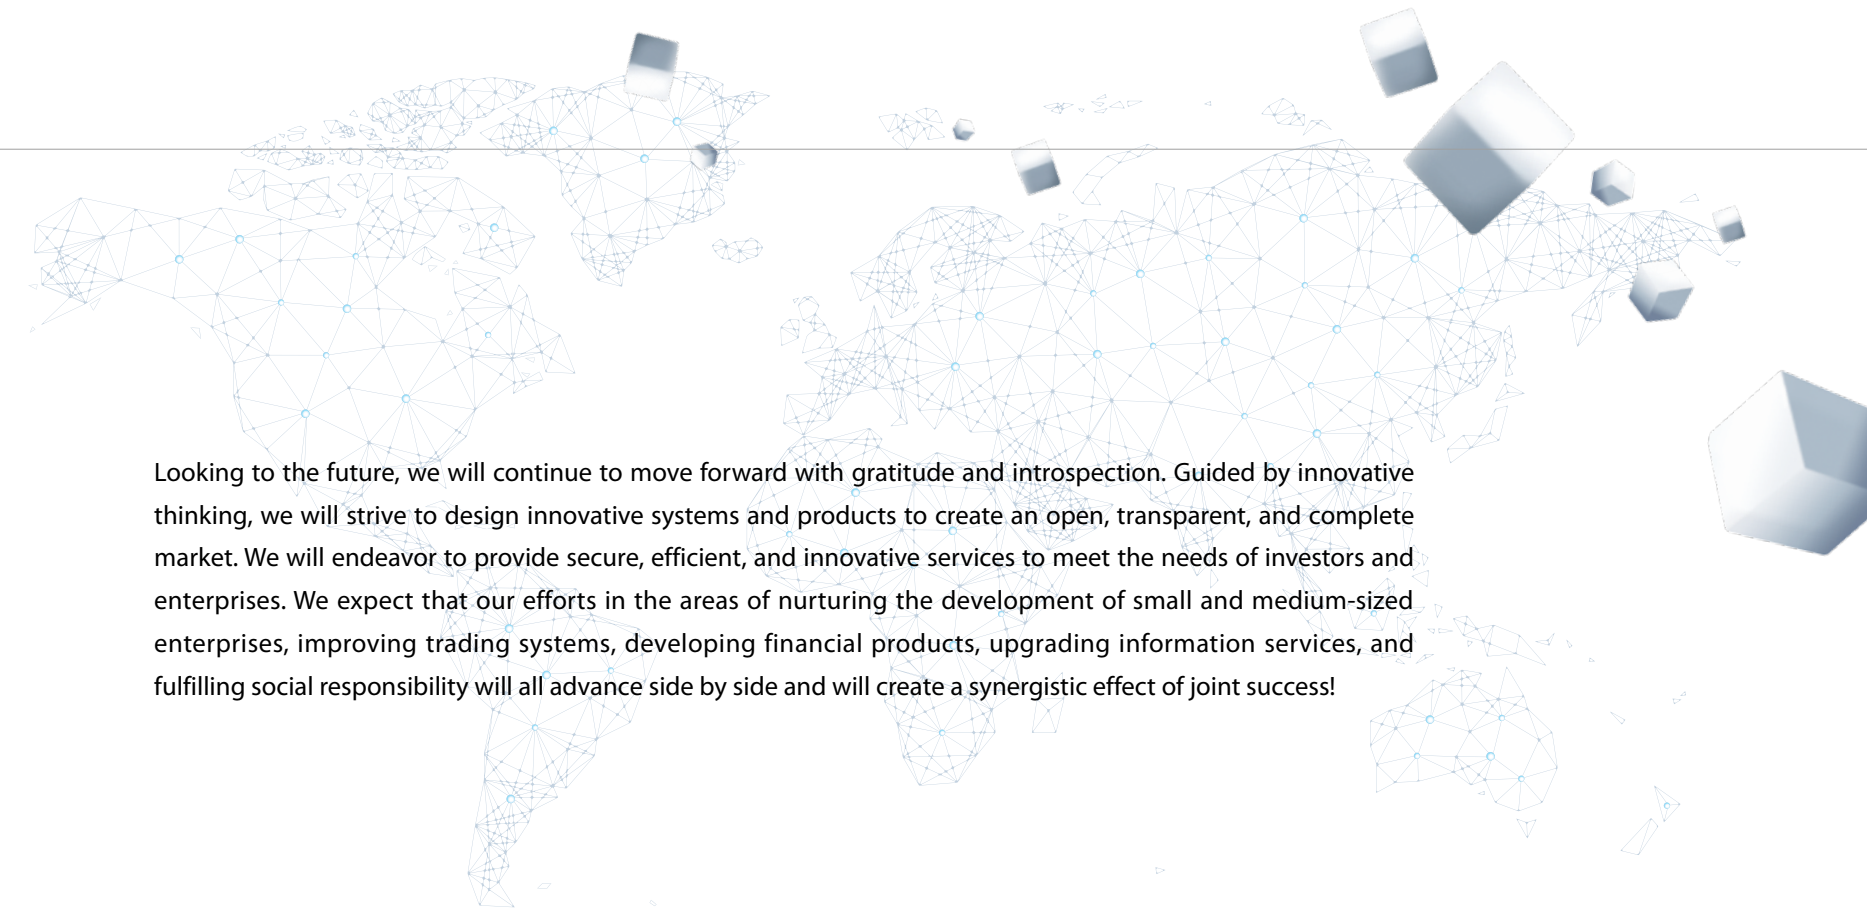 Looking to the future, we will continue to move forward with gratitude and introspection. Guided by innovative
thinking, we will strive to design innovative systems and products to create an open, transparent, and complete
market. We will endeavor to provide secure, efficient, and innovative services to meet the needs of investors and
enterprises. We expect that our efforts in the areas of nurturing the development of small and medium-sized
enterprises, improving trading systems, developing financial products, upgrading information services, and
fulfilling social responsibility will all advance side by side and will create a synergistic effect of joint success!